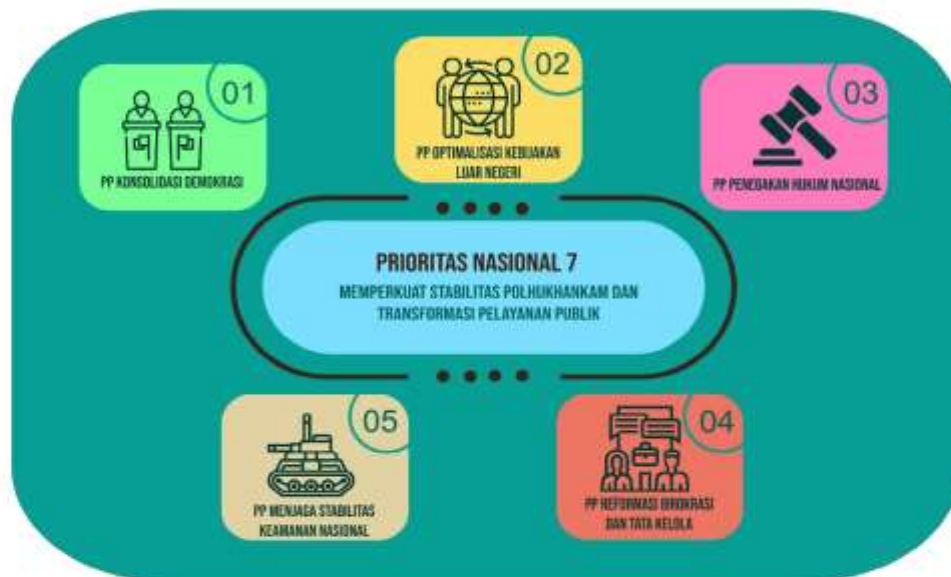 01
PP KONSOLIDASI DEMOKRASI
02
PP OPTIMALISASI KEBIJAKAN
LUAR NEGERI
03
PP PENEGAKAN HUKUM NASIONAL
PRIORITAS NASIONAL 7
MEMPERKUAT STABILITAS POLHUKHANKAM DAN
TRANSFORMASI PELAYANAN PUBLIK
05
PP MENJAGA STABILITAS
KEAMANAN NASIONAL
04
PP REFORMASI BIROKRASI
DAN TATA KELOLA